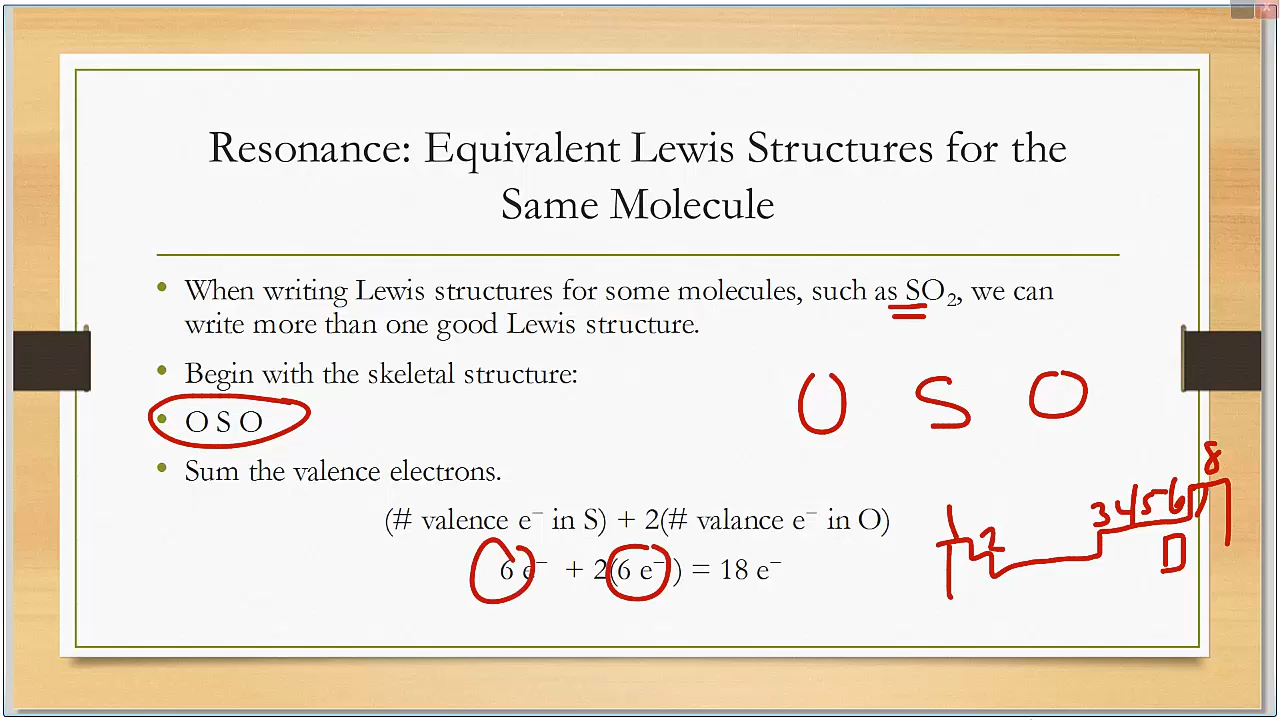 Resonance: Equivalent Lewis Structures for the
Same Molecule
• When writing Lewis structures for some molecules, such as SO₂, we can
write more than one good Lewis structure.
• Begin with the skeletal structure:
• O S O
O S O
• Sum the valence electrons.
(# valence e⁻ in S) + 2(# valance e⁻ in O)
6 e⁻ + 2(6 e⁻ ) = 18 e⁻
1 2 3 4 5 6 8